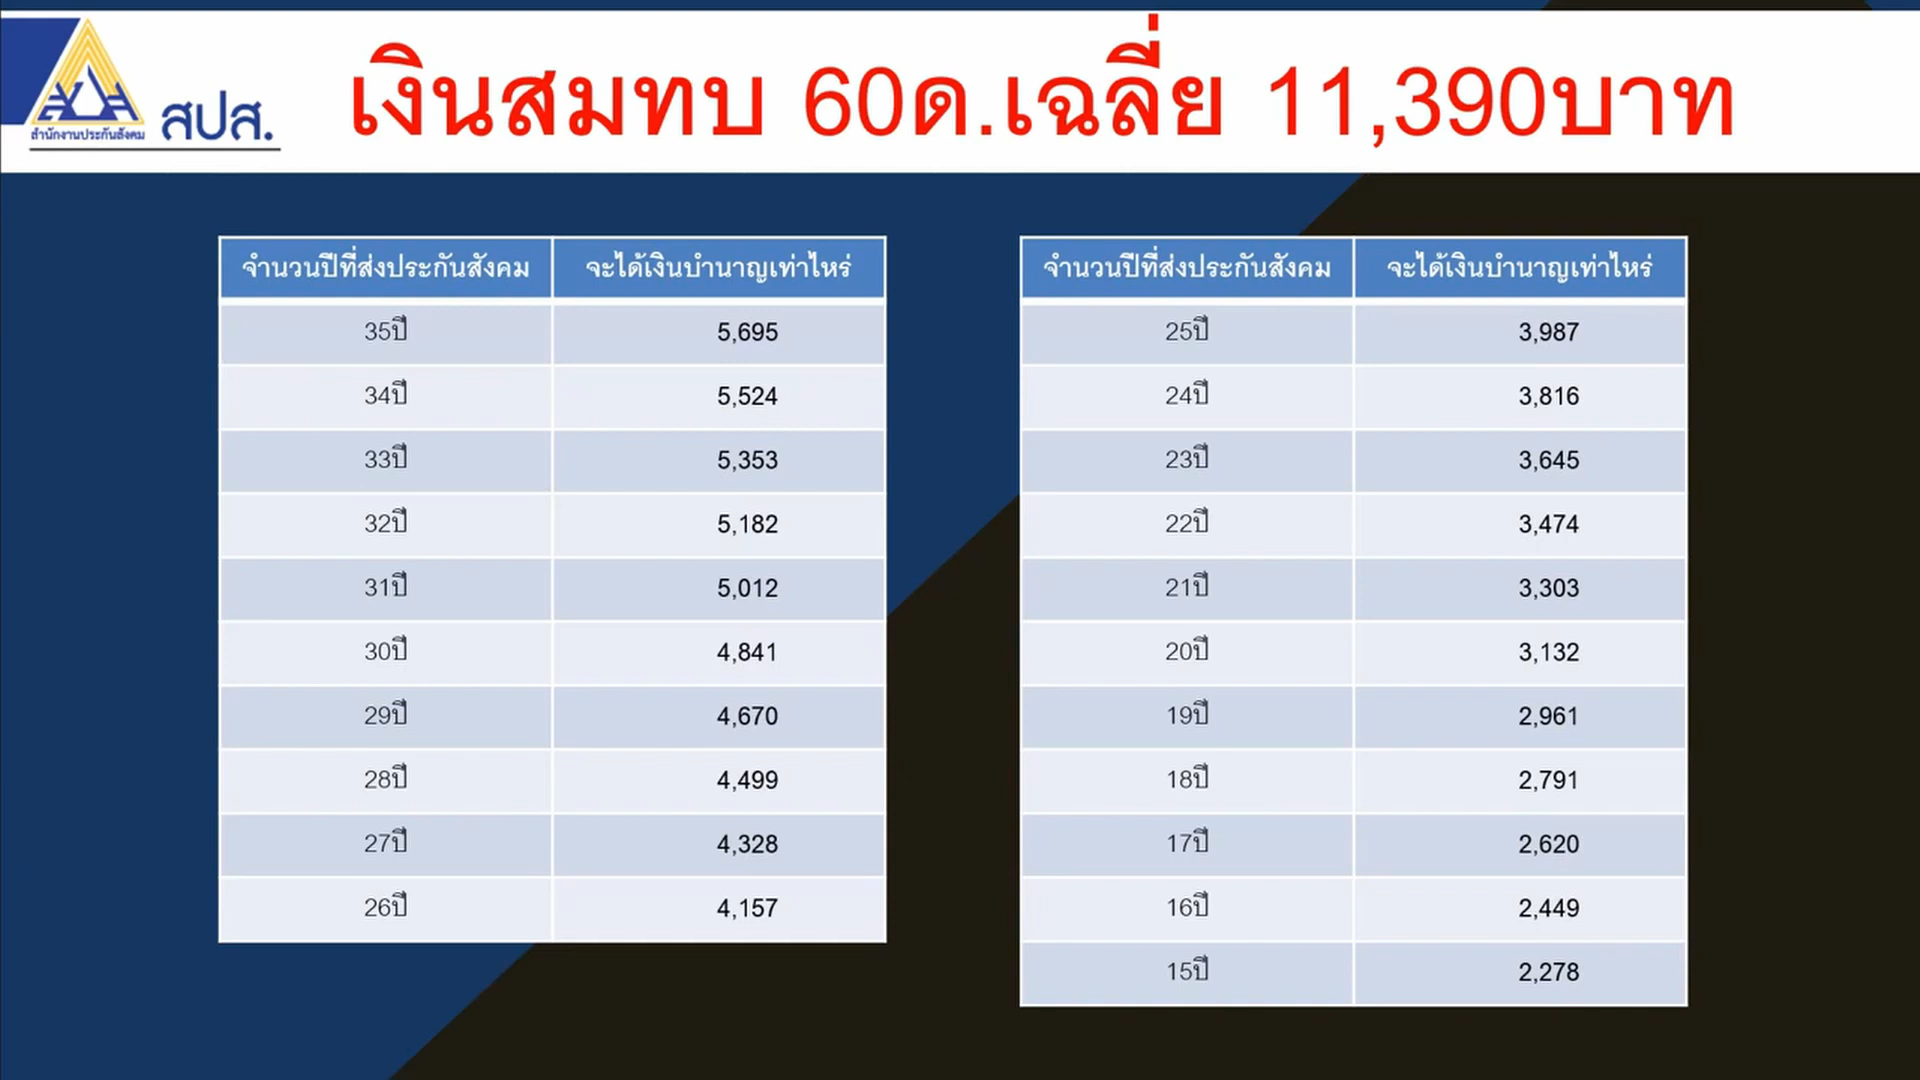 สปส
สำนักงานประกันสังคม
สปส.
เงินสมทบ 60ด.เฉลี่ย 11,390บาท
จำนวนปีที่ส่งประกันสังคม จะได้เงินบำนาญเท่าไหร่
35ปี 5,695
34ปี 5,524
33ปี 5,353
32ปี 5,182
31ปี 5,012
30ปี 4,841
29ปี 4,670
28ปี 4,499
27ปี 4,328
26ปี 4,157
จำนวนปีที่ส่งประกันสังคม จะได้เงินบำนาญเท่าไหร่
25ปี 3,987
24ปี 3,816
23ปี 3,645
22ปี 3,474
21ปี 3,303
20ปี 3,132
19ปี 2,961
18ปี 2,791
17ปี 2,620
16ปี 2,449
15ปี 2,278